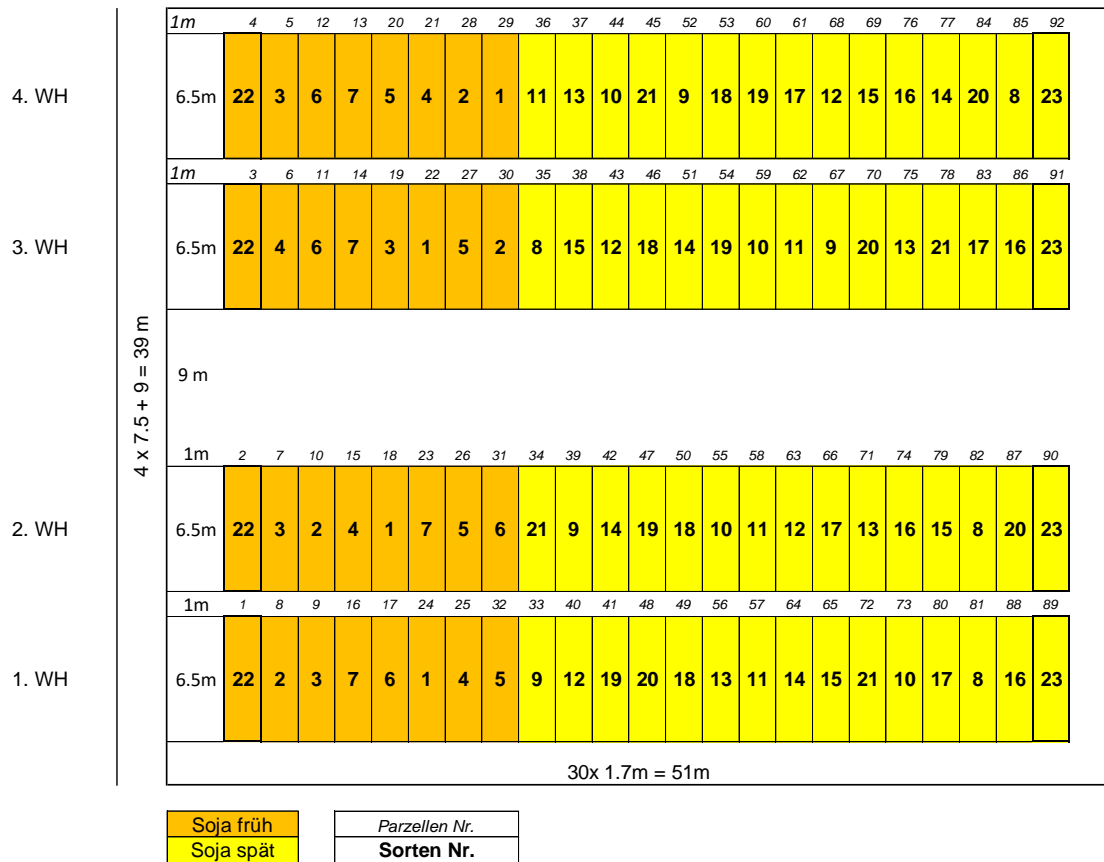 1m 4 5 12 13 20 21 28 29 36 37 44 45 52 53 60 61 68 69 76 77 84 85 92
4. WH 6.5m 22 3 6 7 5 4 2 1 11 13 10 21 9 18 19 17 12 15 16 14 20 8 23
1m 3 6 11 14 19 22 27 30 35 38 43 46 51 54 59 62 67 70 75 78 83 86 91
3. WH 6.5m 22 4 6 7 3 1 5 2 8 15 12 18 14 19 10 11 9 20 13 21 17 16 23
4 x 7.5 + 9 = 39 m
9 m
1m 2 7 10 15 18 23 26 31 34 39 42 47 50 55 58 63 66 71 74 79 82 87 90
2. WH 6.5m 22 3 2 4 1 7 5 6 21 9 14 19 18 10 11 12 17 13 16 15 8 20 23
1m 1 8 9 16 17 24 25 32 33 40 41 48 49 56 57 64 65 72 73 80 81 88 89
1. WH 6.5m 22 2 3 7 6 1 4 5 9 12 19 20 18 13 11 14 15 21 10 17 8 16 23
30x 1.7m = 51m
Soja früh Parzellen Nr.
Soja spät Sorten Nr.